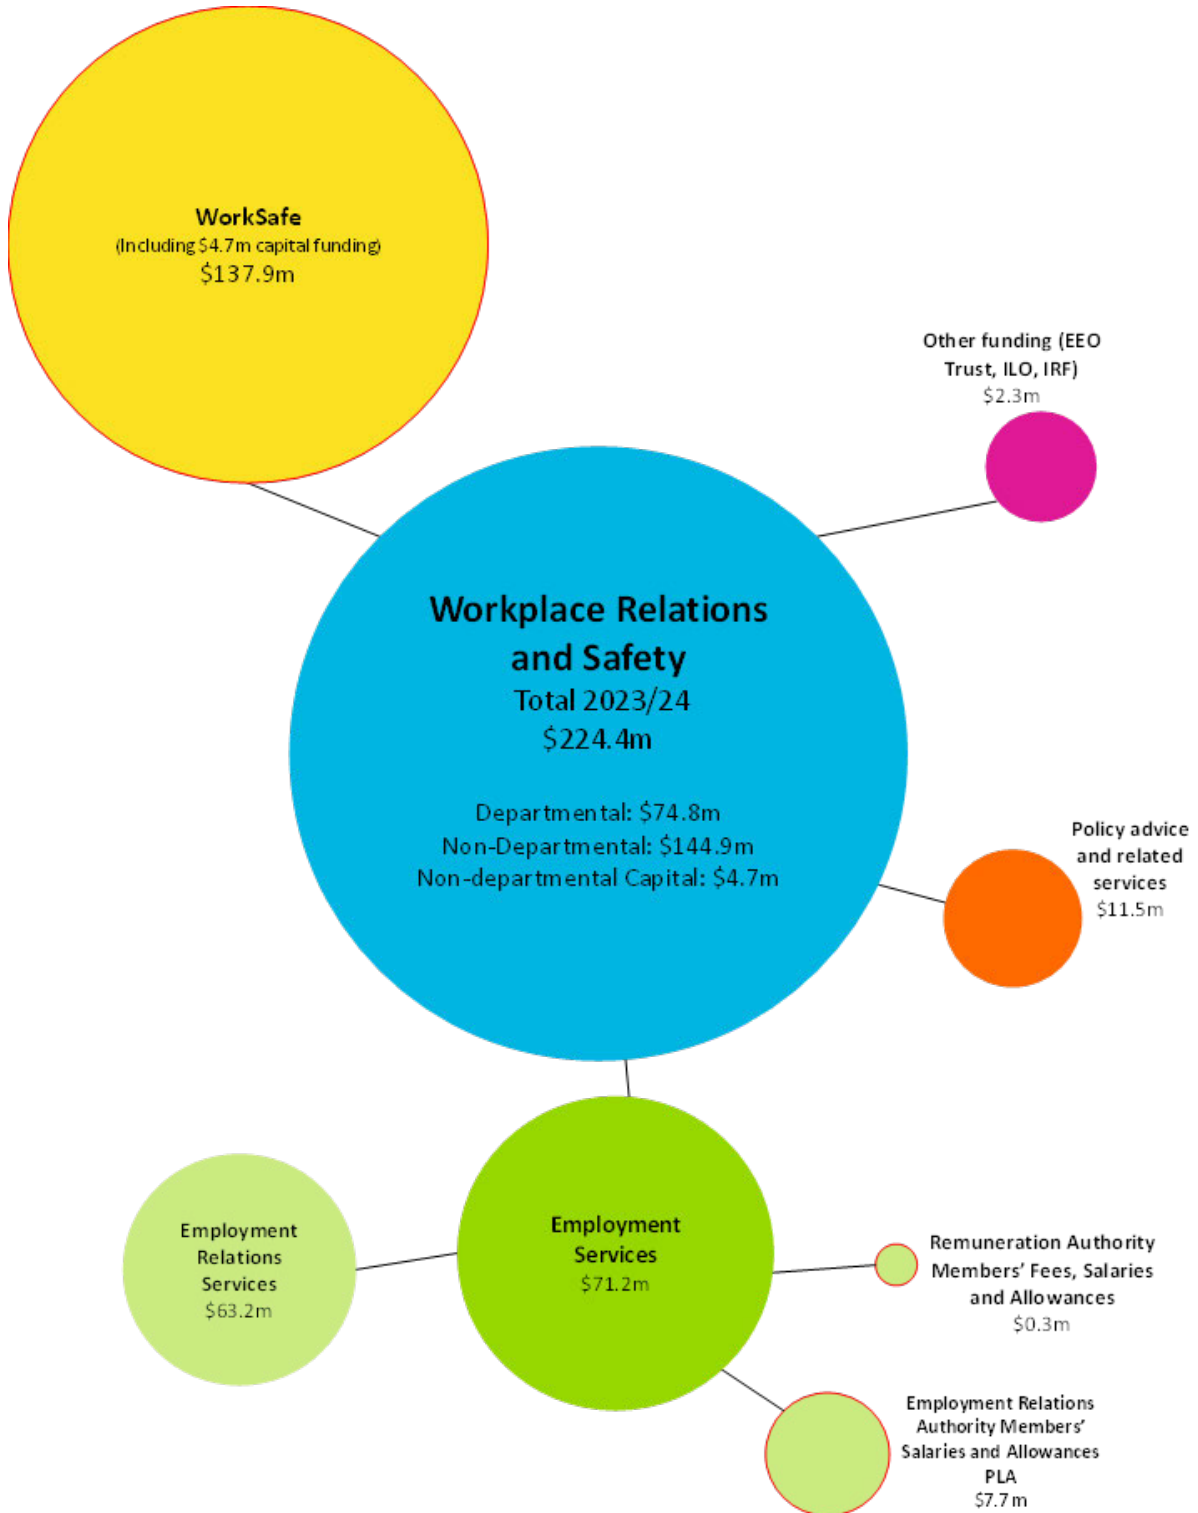 WorkSafe
(Including $4.7m capital funding)
$137.9m
Other funding (EEO
Trust, ILO, IRF)
$2.3m
Workplace Relations
and Safety
Total 2023/24
$224.4m
Departmental: $74.8m
Non-Departmental: $144.9m
Non-departmental Capital: $4.7m
Policy advice
and related
services
$11.5m
Employment
Services
$71.2m
Employment
Relations
Services
$63.2m
Remuneration Authority
Members’ Fees, Salaries
and Allowances
$0.3m
Employment Relations
Authority Members’
Salaries and Allowances
PLA
$7.7m